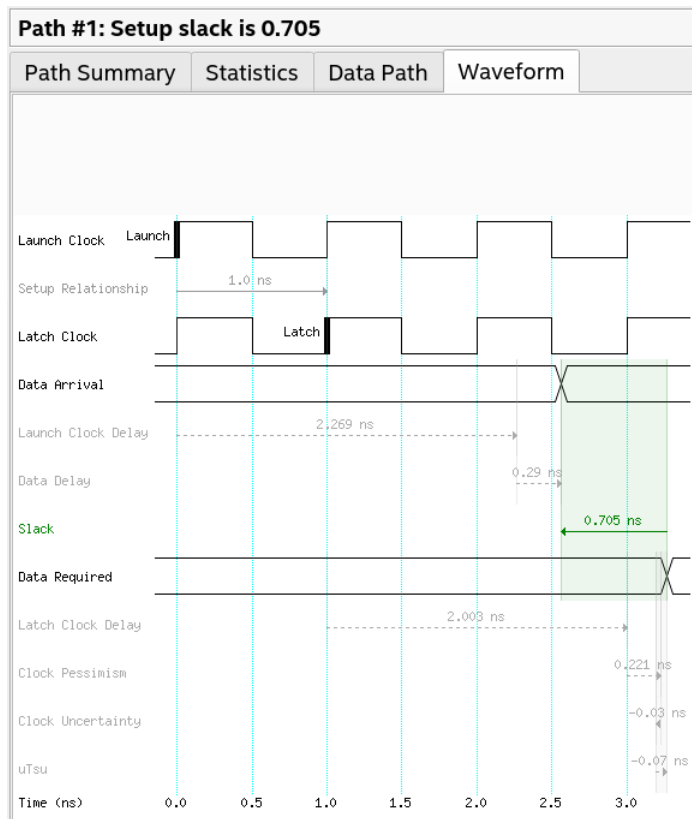 Path #1: Setup slack is 0.705
Path Summary Statistics Data Path Waveform
Launch Clock Launch
Setup Relationship 1.0 ns
Latch Clock Latch
Data Arrival
Launch Clock Delay 2.269 ns
Data Delay 0.29 ns
Slack 0.705 ns
Data Required
Latch Clock Delay 2.003 ns
Clock Pessimism 0.221 ns
Clock Uncertainty -0.03 ns
uTsu -0.07 ns
Time (ns) 0.0 0.5 1.0 1.5 2.0 2.5 3.0